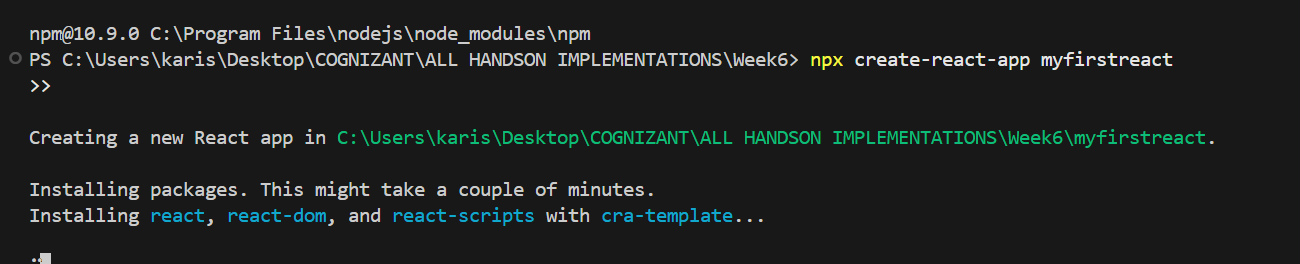 npm@10.9.0 C:\Program Files\nodejs\node_modules\npm
PS C:\Users\karis\Desktop\COGNIZANT\ALL HANDSON IMPLEMENTATIONS\Week6> npx create-react-app myfirstreact
>>
Creating a new React app in C:\Users\karis\Desktop\COGNIZANT\ALL HANDSON IMPLEMENTATIONS\Week6\myfirstreact.
Installing packages. This might take a couple of minutes.
Installing react, react-dom, and react-scripts with cra-template...